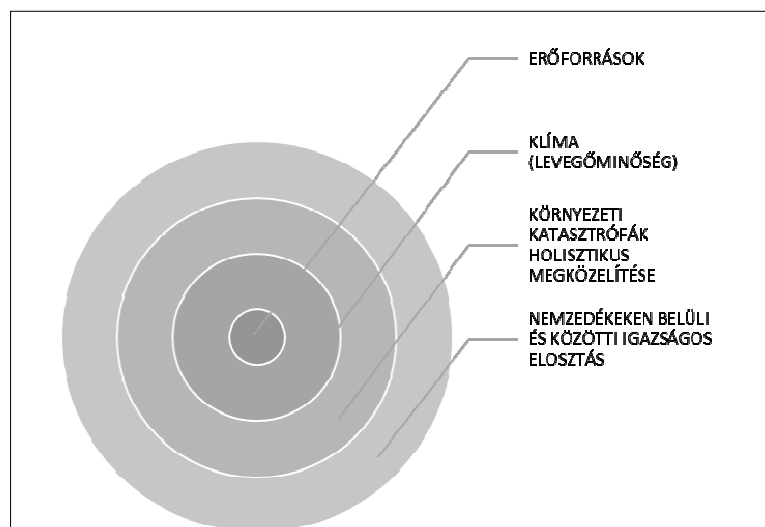 ERŐFORRÁSOK
KLÍMA
(LEVEGŐMINŐSÉG)
KÖRNYEZETI
KATASZTRÓFÁK
HOLISZTIKUS
MEGKÖZELÍTÉSE
NEMZEDÉKEKEN BELÜLI
ÉS KÖZÖTTI IGAZSÁGOS
ELOSZTÁS